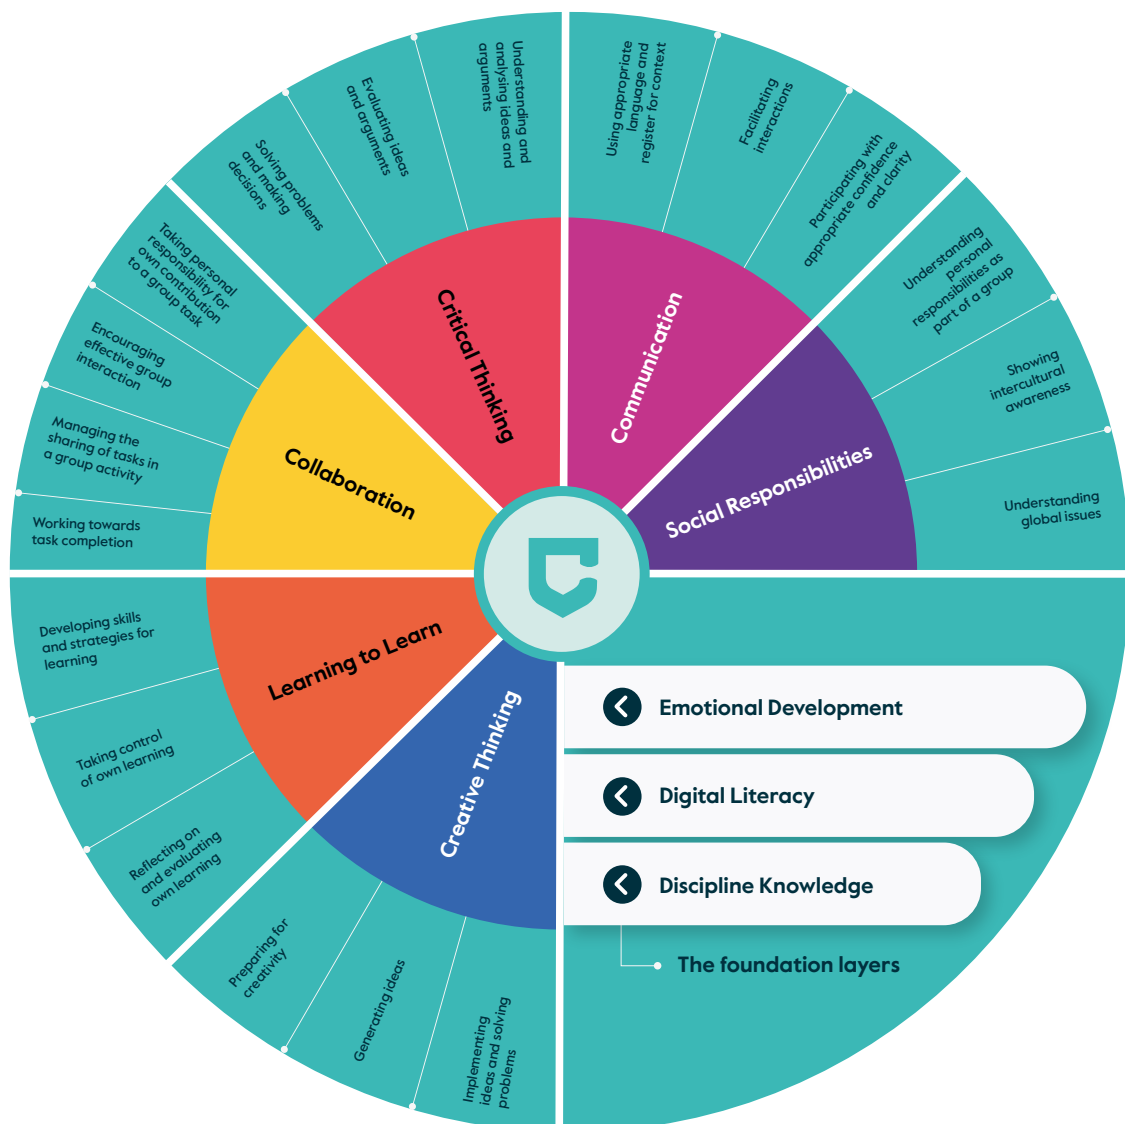 Understanding and
analysing ideas and
arguments
Evaluating ideas
and arguments
Solving problems
and making
decisions
Critical Thinking
Using appropriate
language and
register for context
Facilitating
interactions
Participating with
appropriate confidence
and clarity
Communication
Understanding
personal
responsibilities as
part of a group
Showing
intercultural
awareness
Understanding
global issues
Social Responsibilities
Taking personal
responsibility for
own contribution
to a group task
Encouraging
effective group
interaction
Managing the
sharing of tasks in
a group activity
Working towards
task completion
Collaboration
Developing skills
and strategies for
learning
Taking control
of own learning
Reflecting on
and evaluating
own learning
Learning to Learn
Preparing for
creativity
Generating ideas
Implementing
ideas and solving
problems
Creative Thinking
Emotional Development
Digital Literacy
Discipline Knowledge
The foundation layers